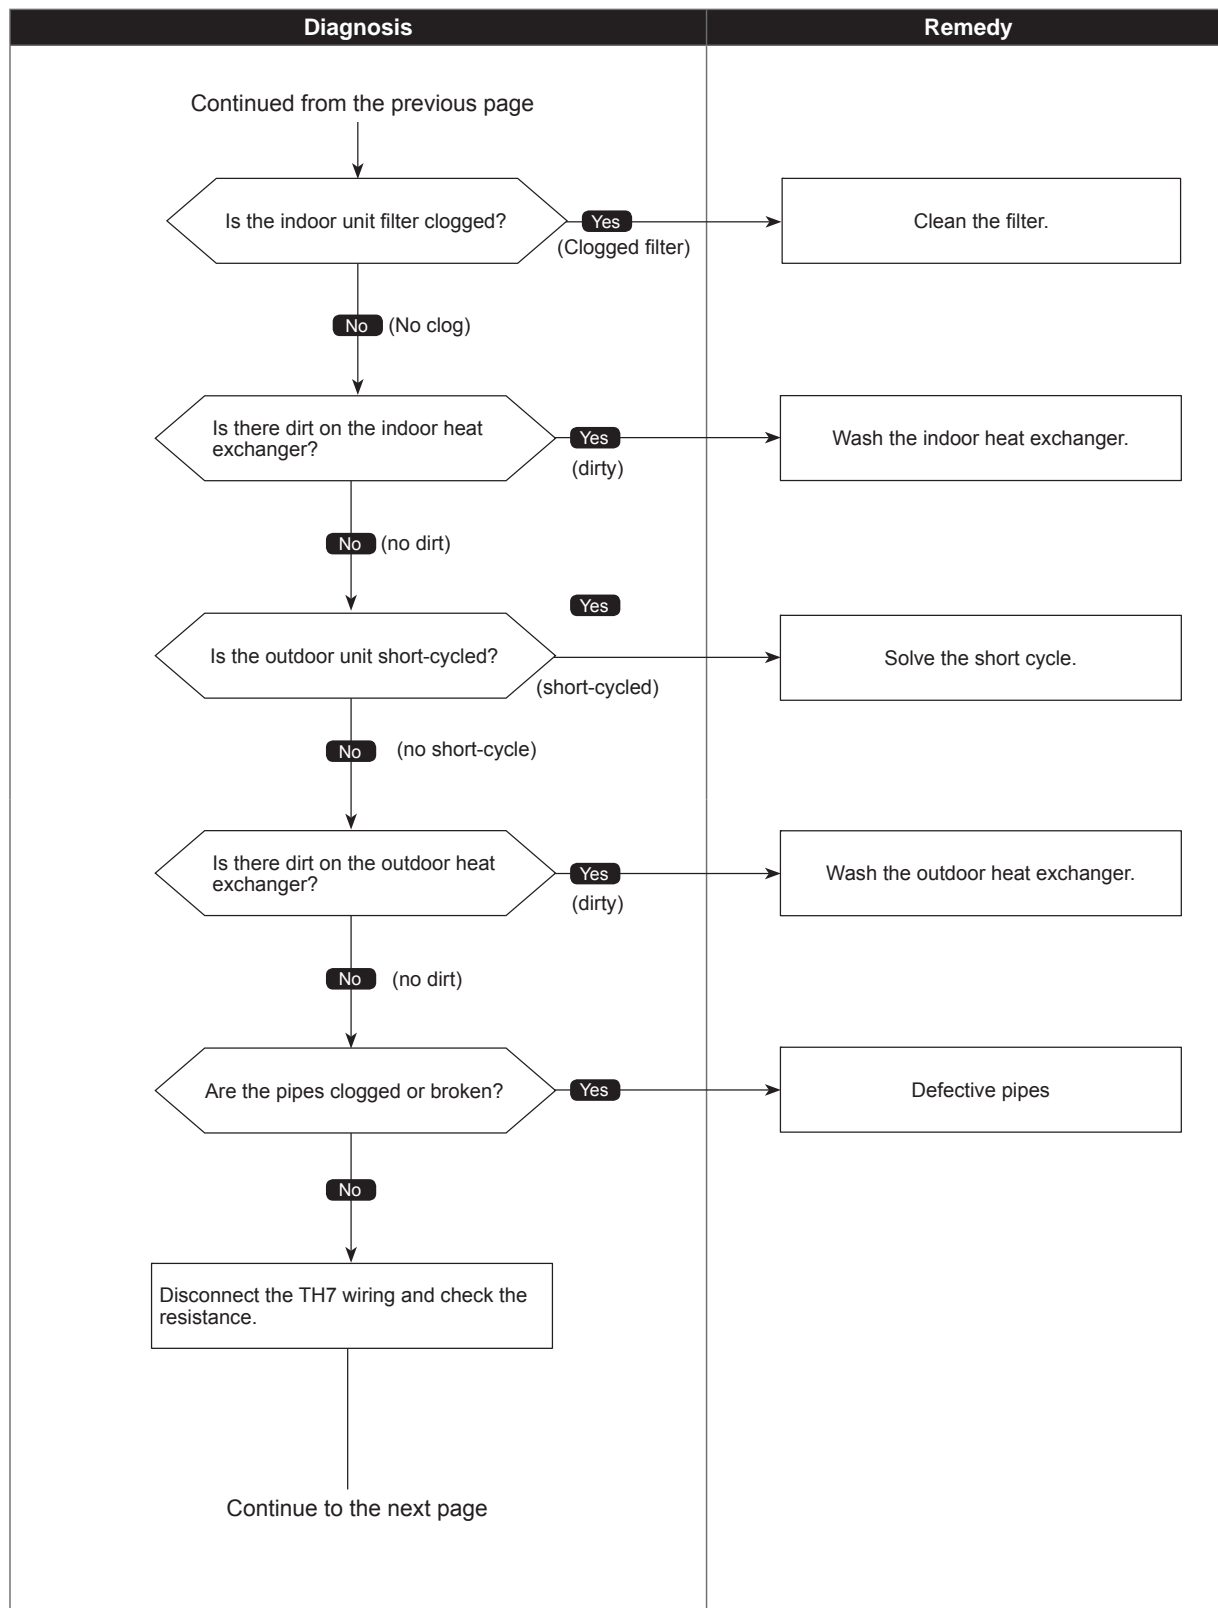 Diagnosis
Remedy
Continued from the previous page
Is the indoor unit filter clogged?
Yes
(Clogged filter)
Clean the filter.
No
(No clog)
Is there dirt on the indoor heat
exchanger?
Yes
(dirty)
Wash the indoor heat exchanger.
No
(no dirt)
Is the outdoor unit short-cycled?
Yes
(short-cycled)
Solve the short cycle.
No
(no short-cycle)
Is there dirt on the outdoor heat
exchanger?
Yes
(dirty)
Wash the outdoor heat exchanger.
No
(no dirt)
Are the pipes clogged or broken?
Yes
Defective pipes
No
Disconnect the TH7 wiring and check the
resistance.
Continue to the next page